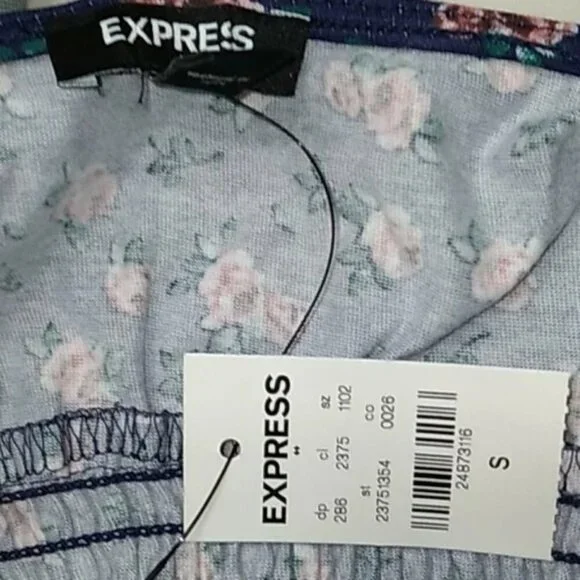 EXPRESS
EXPRESS
dp cl sz
286 2375 1102
st co
23751354 0026
24873116
S